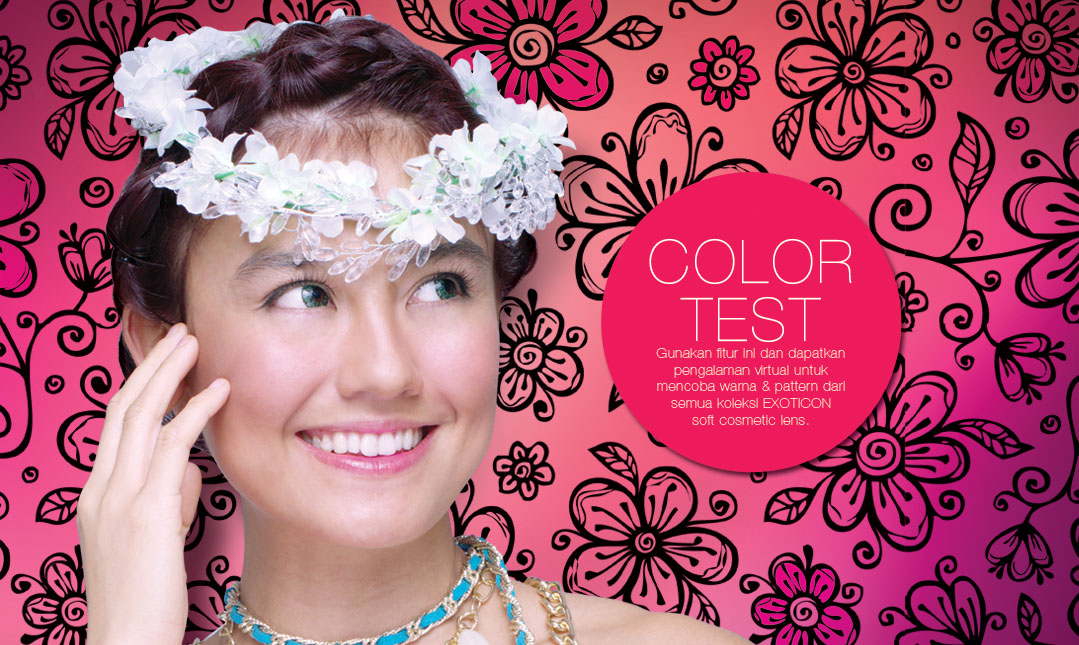 COLOR
TEST
Gunakan fitur ini dan dapatkan
pengalaman virtual untuk
mencoba warna & pattern dari
semua koleksi EXOTICON
soft cosmetic lens.